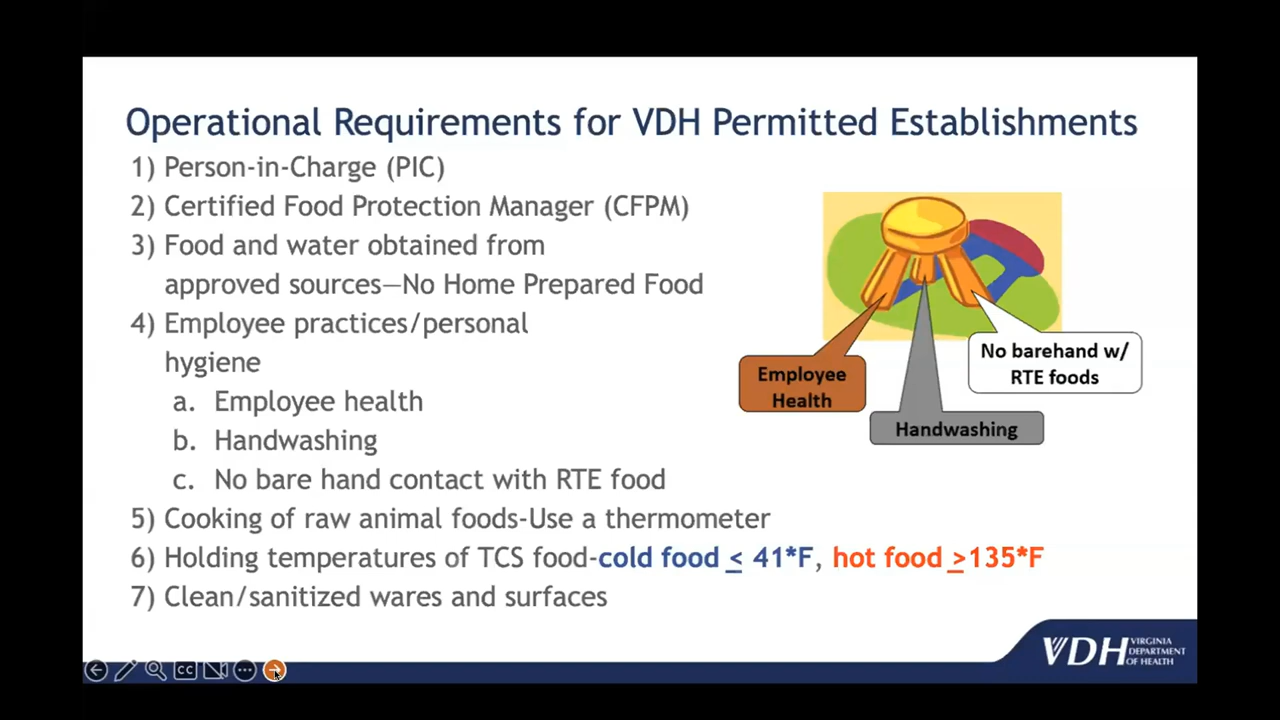 Operational Requirements for VDH Permitted Establishments
1) Person-in-Charge (PIC)
2) Certified Food Protection Manager (CFPM)
3) Food and water obtained from
approved sources—No Home Prepared Food
4) Employee practices/personal
hygiene
a. Employee health
b. Handwashing
c. No bare hand contact with RTE food
5) Cooking of raw animal foods-Use a thermometer
6) Holding temperatures of TCS food-cold food ≤ 41*F, hot food ≥135*F
7) Clean/sanitized wares and surfaces
No barehand w/
RTE foods
Employee
Health
Handwashing
VDH
VIRGINIA
DEPARTMENT
OF HEALTH
CC